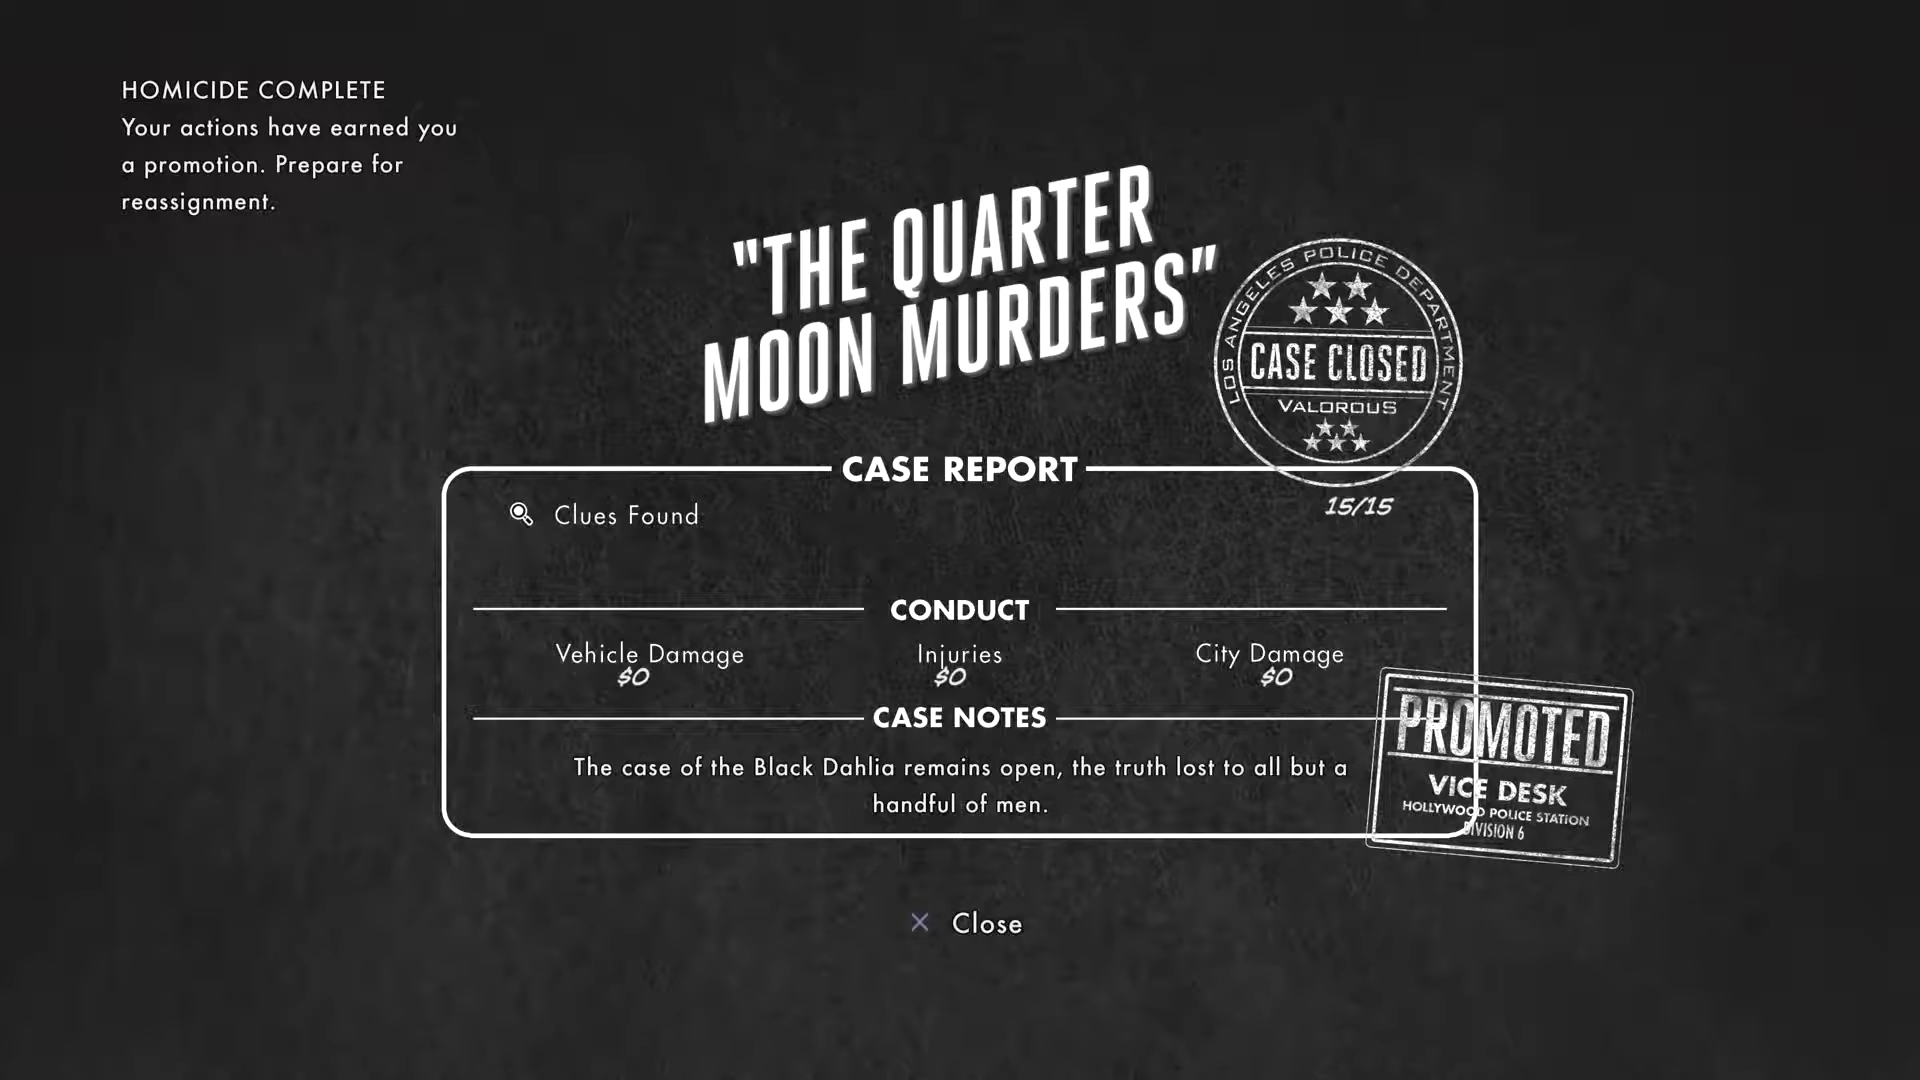 HOMICIDE COMPLETE
Your actions have earned you
a promotion. Prepare for
reassignment.
"THE QUARTER
MOON MURDERS"
LOS ANGELES POLICE DEPARTMENT
CASE CLOSED
VALOROUS
CASE REPORT
Clues Found 15/15
CONDUCT
Vehicle Damage Injuries City Damage
$0 $0 $0
CASE NOTES
The case of the Black Dahlia remains open, the truth lost to all but a
handful of men.
PROMOTED
VICE DESK
HOLLYWOOD POLICE STATION
DIVISION 6
Close